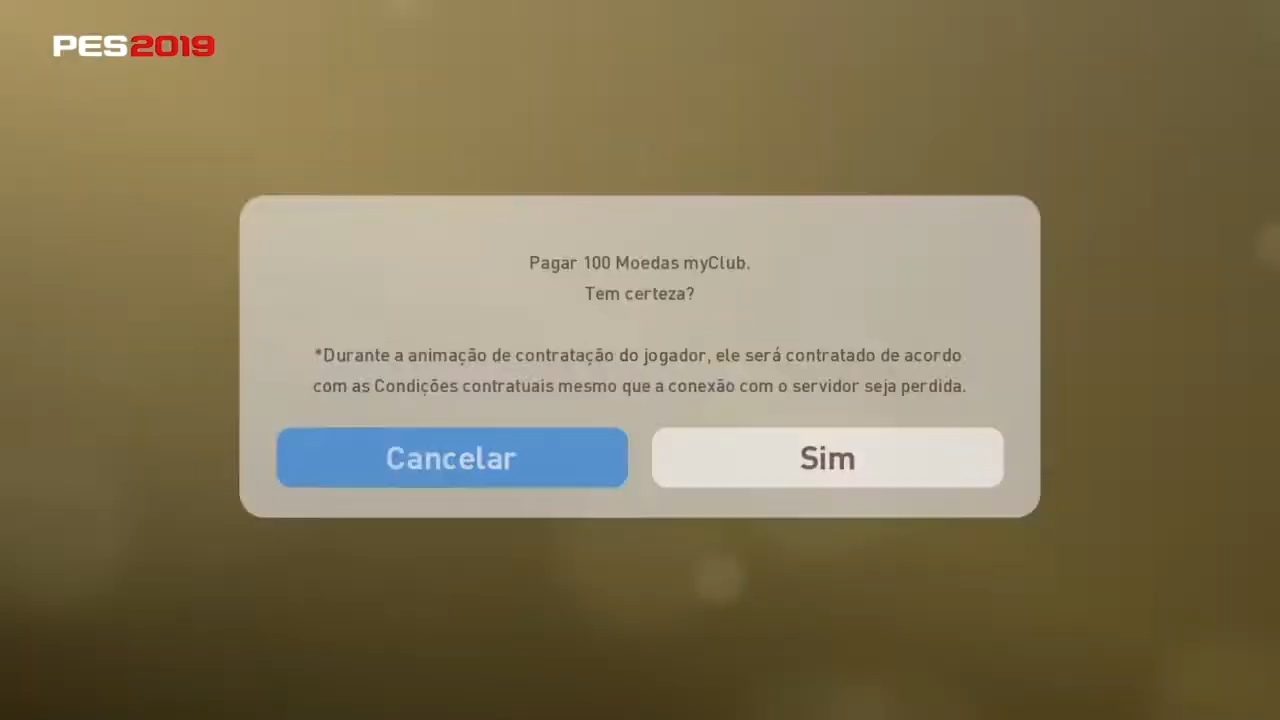 PES2019
Pagar 100 Moedas myClub.
Tem certeza?
*Durante a animação de contratação do jogador, ele será contratado de acordo
com as Condições contratuais mesmo que a conexão com o servidor seja perdida.
Cancelar
Sim